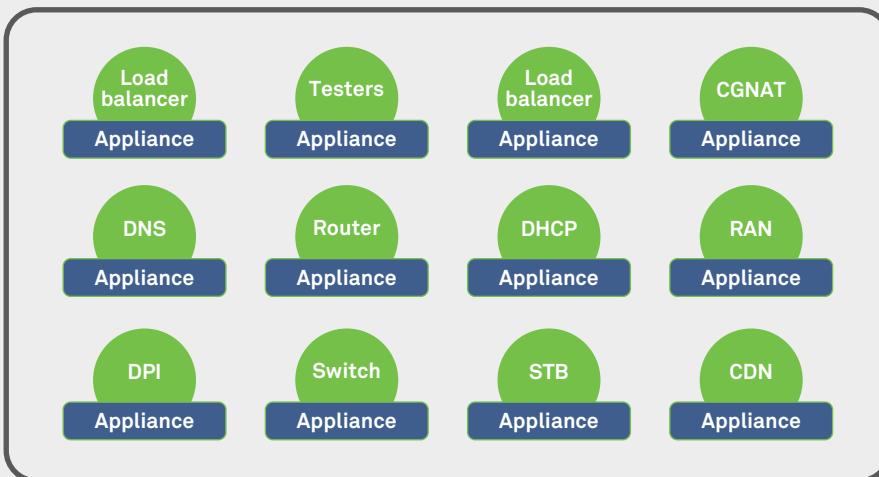 Load
balancer
Appliance
Testers
Appliance
Load
balancer
Appliance
CGNAT
Appliance
DNS
Appliance
Router
Appliance
DHCP
Appliance
RAN
Appliance
DPI
Appliance
Switch
Appliance
STB
Appliance
CDN
Appliance